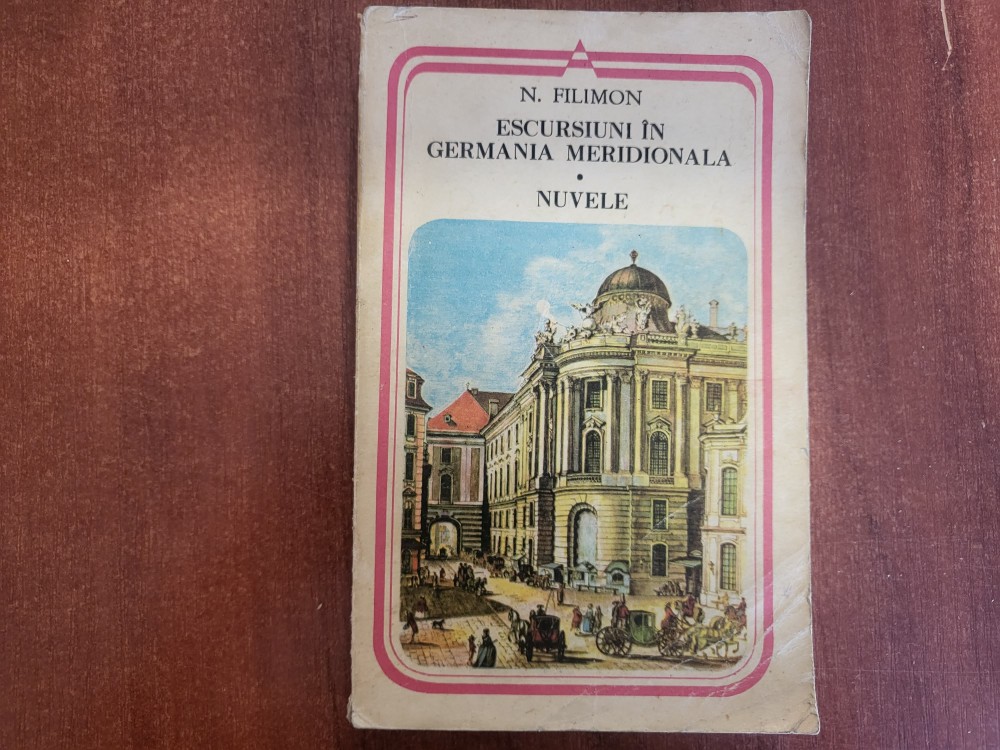 N. FILIMON
ESCURSIUNI ÎN
GERMANIA MERIDIONALA
•
NUVELE